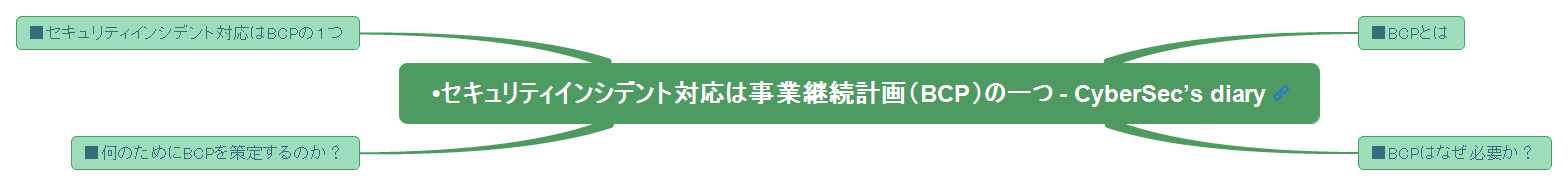 ■セキュリティインシデント対応はBCPの1つ
■BCPとは
•セキュリティインシデント対応は事業継続計画(BCP)の一つ - CyberSec’s diary
■何のためにBCPを策定するのか?
■BCPはなぜ必要か?